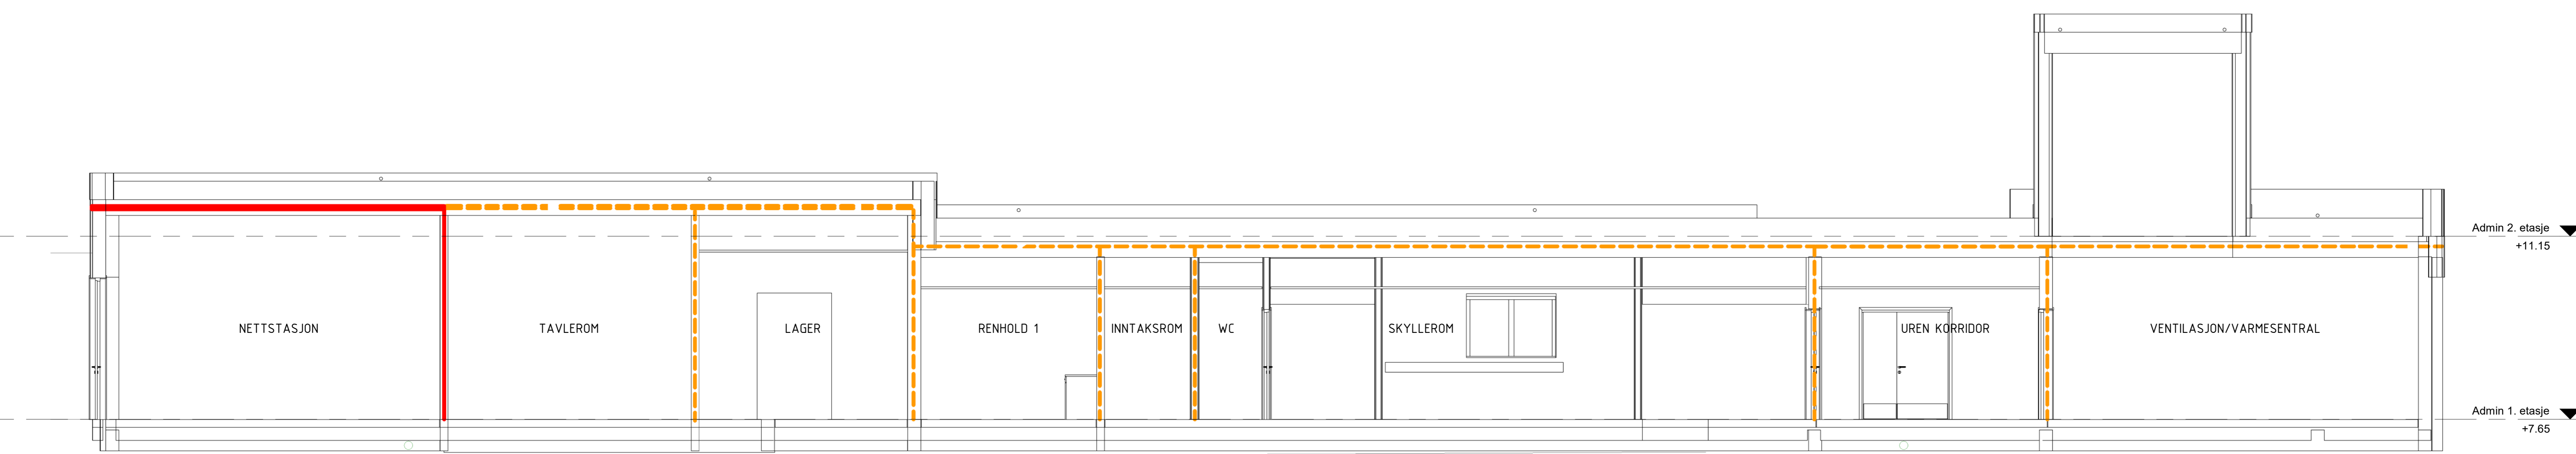 Admin 2. etasje
+11.15
NETTSTASJON
TAVLEROM
LAGER
RENHOLD 1
INNTAKSROM
WC
SKYLLEROM
UREN KORRIDOR
VENTILASJON/VARMESENTRAL
Admin 1. etasje
+7.65